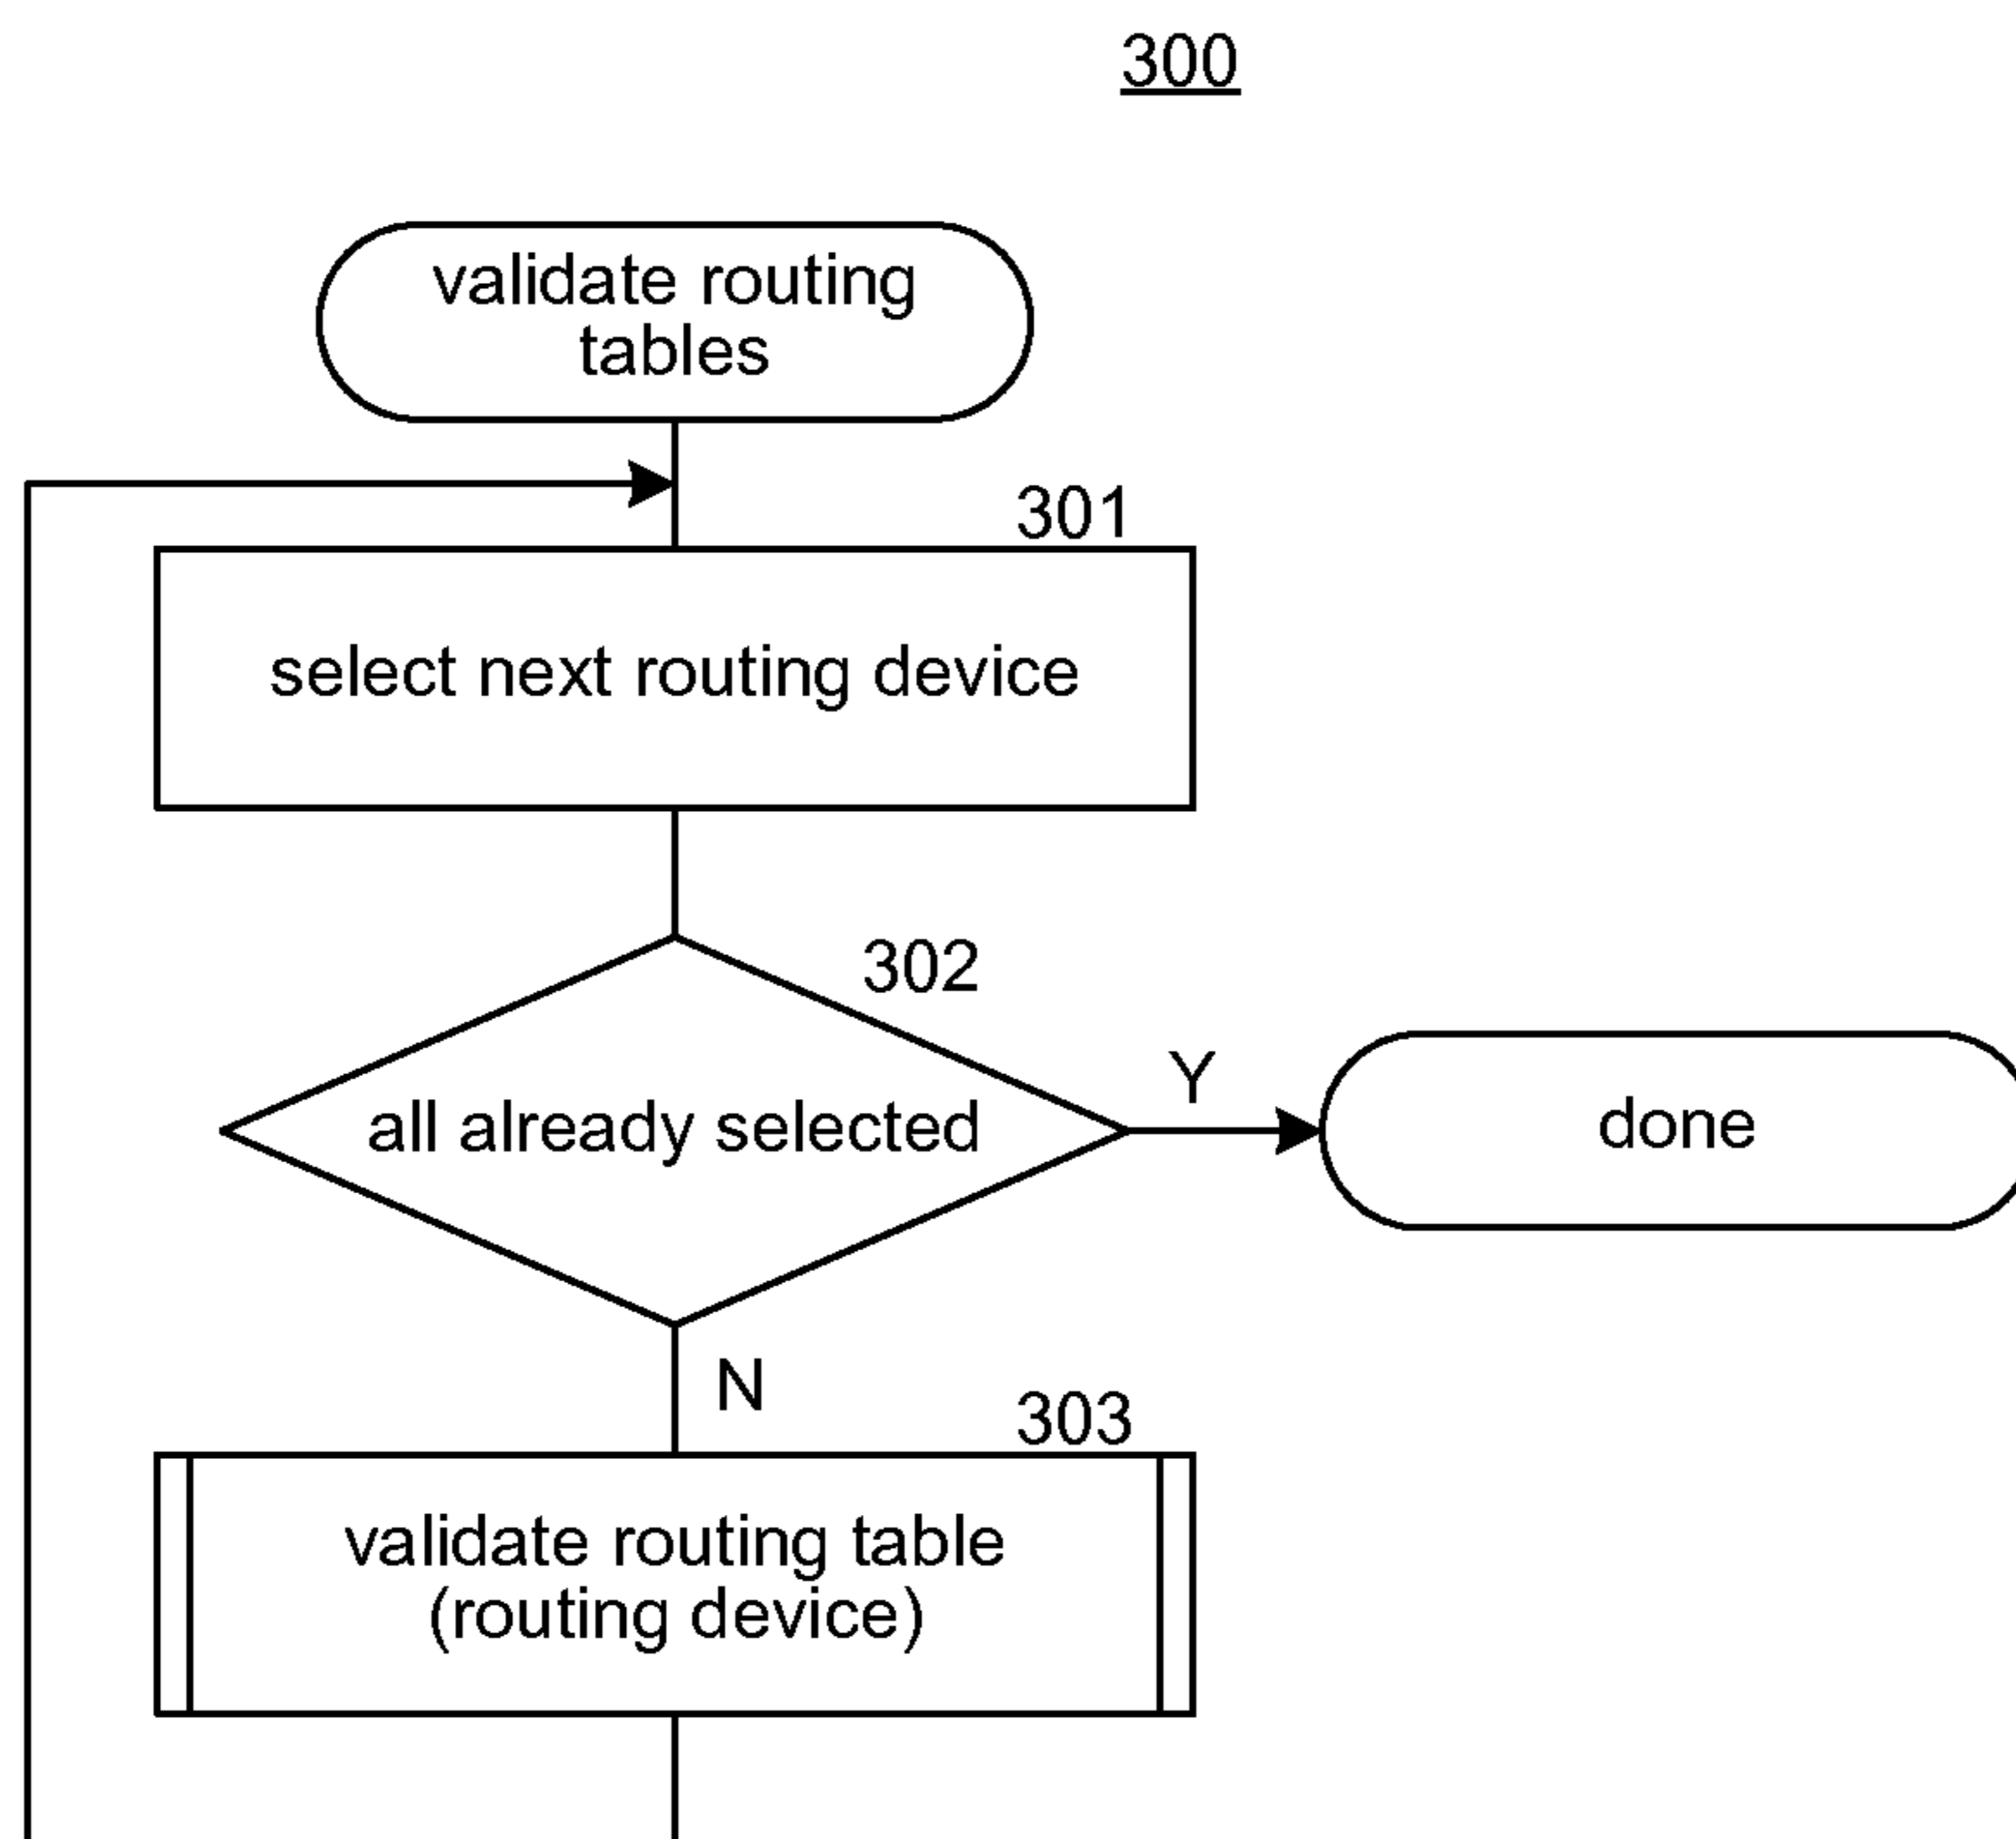 300
validate routing
tables
301
select next routing device
302
all already selected
Y
done
N
303
validate routing table
(routing device)